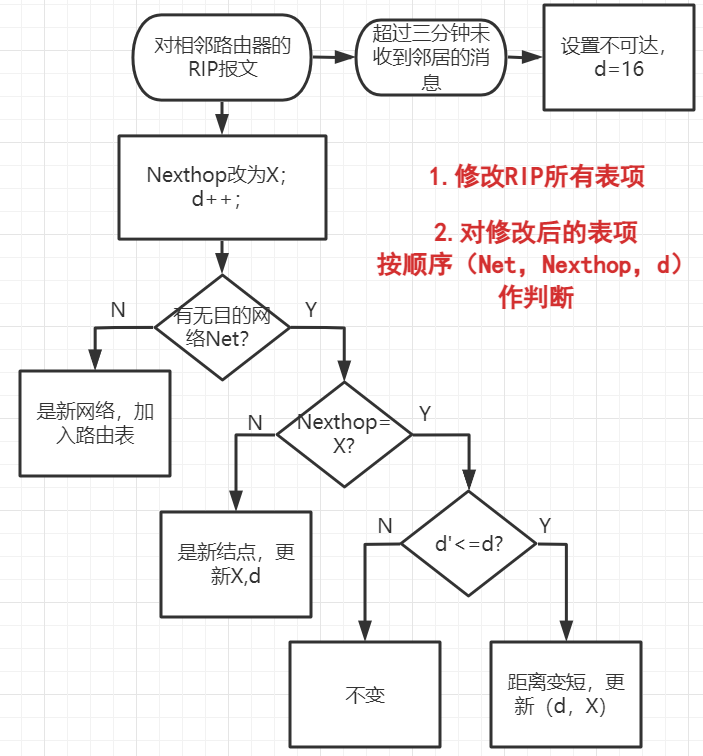 对相邻路由器的
RIP报文
超过三分钟未
收到邻居的消
息
设置不可达，
d=16
Nexthop改为X；
d++；
1.修改RIP所有表项
2.对修改后的表项
按顺序（Net，Nexthop，d）
作判断
有无目的网
络Net？
N
Y
是新网络，加
入路由表
Nexthop=
X?
N
Y
是新结点，更
新X,d
d'<=d?
N
Y
不变
距离变短，更
新（d，X）